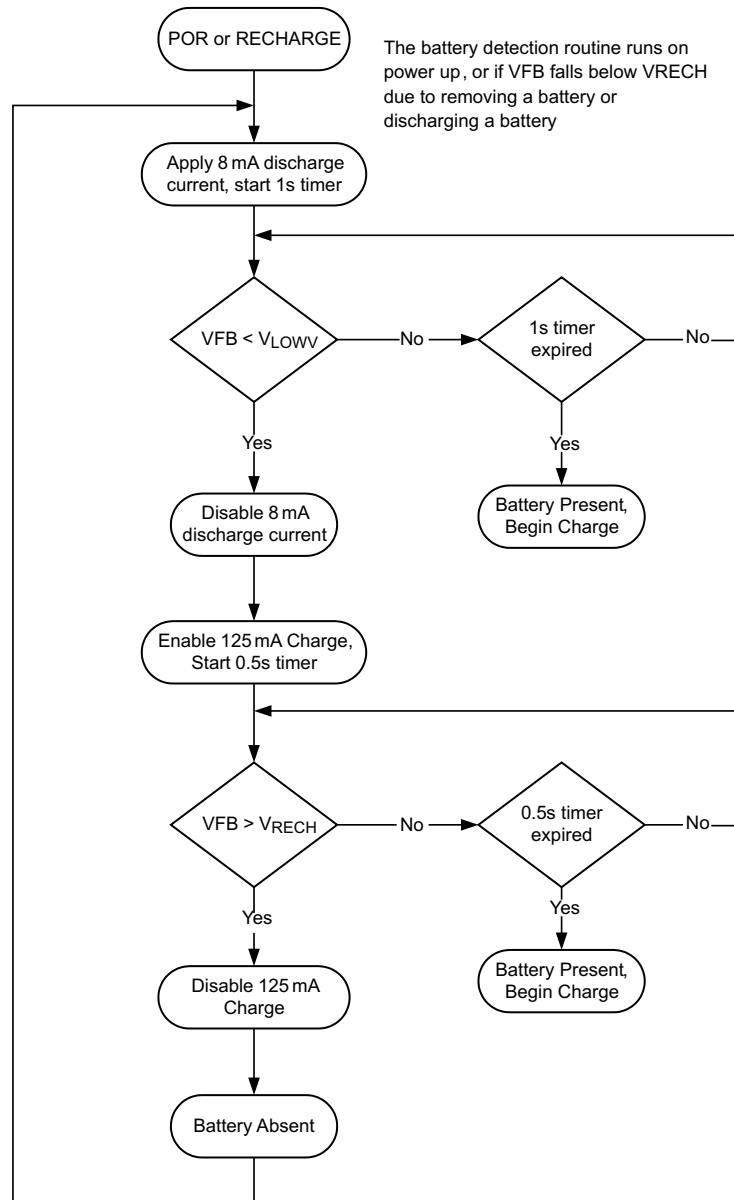 POR or RECHARGE
The battery detection routine runs on
power up, or if VFB falls below VRECH
due to removing a battery or
discharging a battery
Apply 8 mA discharge
current, start 1s timer
VFB < VLOWV
No
1s timer
expired
No
Yes
Yes
Disable 8 mA
discharge current
Battery Present,
Begin Charge
Enable 125 mA Charge,
Start 0.5s timer
VFB > VRECH
No
0.5s timer
expired
No
Yes
Yes
Disable 125 mA
Charge
Battery Present,
Begin Charge
Battery Absent